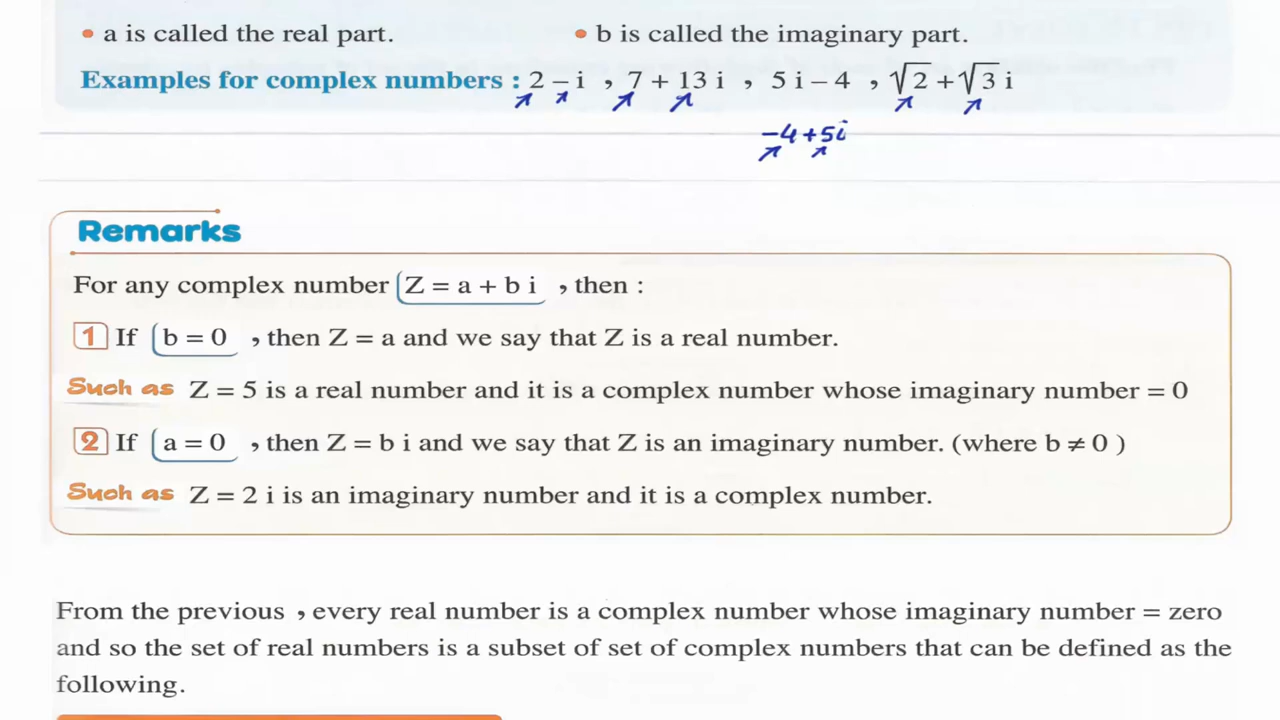 • a is called the real part. • b is called the imaginary part.
Examples for complex numbers : 2 – i , 7 + 13 i , 5 i – 4 , √2 + √3 i
-4+5i
Remarks
For any complex number Z = a + b i , then :
1 If b = 0 , then Z = a and we say that Z is a real number.
Such as Z = 5 is a real number and it is a complex number whose imaginary number = 0
2 If a = 0 , then Z = b i and we say that Z is an imaginary number. (where b ≠ 0 )
Such as Z = 2 i is an imaginary number and it is a complex number.
From the previous , every real number is a complex number whose imaginary number = zero
and so the set of real numbers is a subset of set of complex numbers that can be defined as the
following.